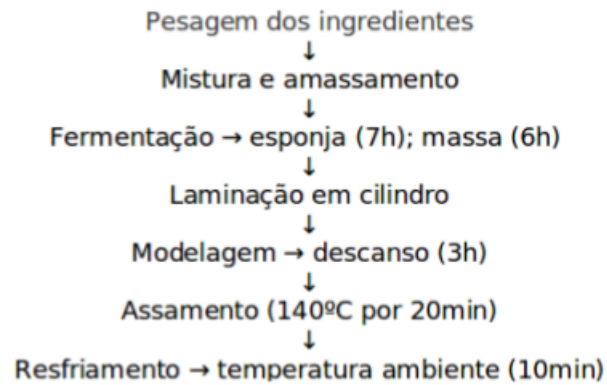 Pesagem dos ingredientes
↓
Mistura e amassamento
↓
Fermentação → esponja (7h); massa (6h)
↓
Laminação em cilindro
↓
Modelagem → descanso (3h)
↓
Assamento (140ºC por 20min)
↓
Resfriamento → temperatura ambiente (10min)